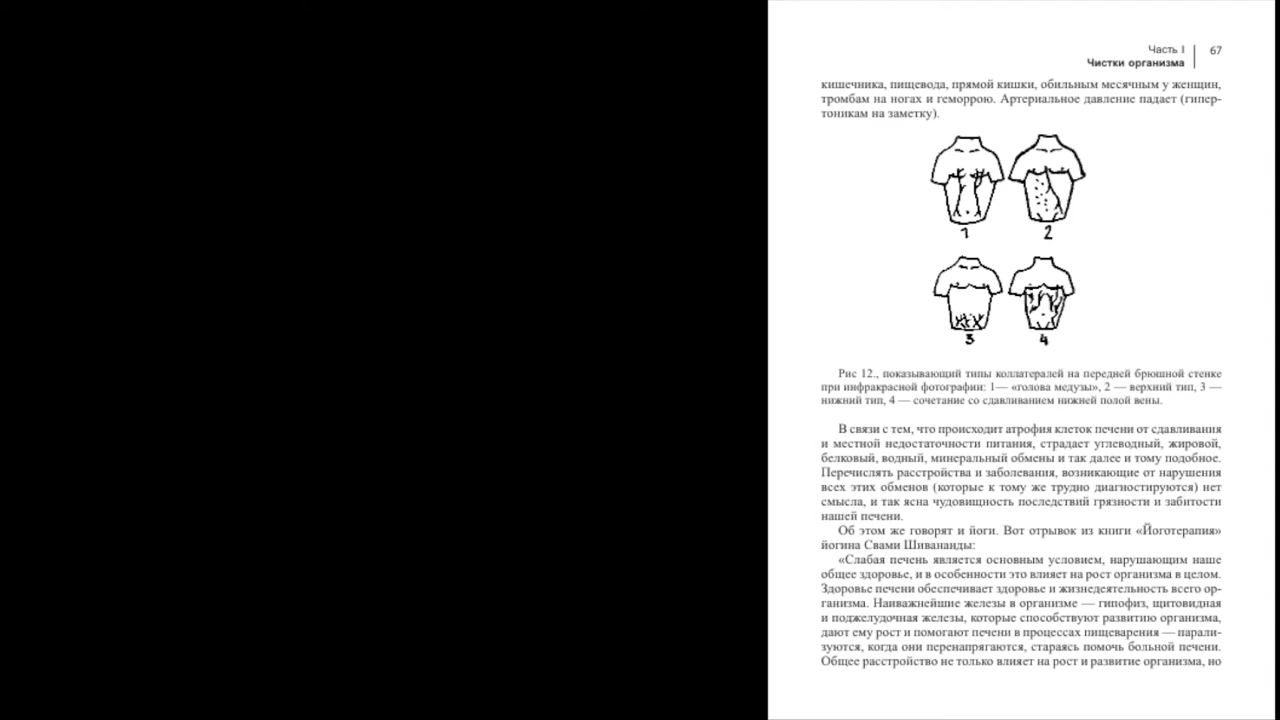 Часть I
67
Чистки организма
кишечника, пищевода, прямой кишки, обильным месячным у женщин,
тромбам на ногах и геморрою. Артериальное давление падает (гипер-
тоникам на заметку).
1
2
3
4
Рис 12., показывающий типы коллатералей на передней брюшной стенке
при инфракрасной фотографии: 1— «голова медузы», 2 — верхний тип, 3 —
нижний тип, 4 — сочетание со сдавливанием нижней полой вены.
В связи с тем, что происходит атрофия клеток печени от сдавливания
и местной недостаточности питания, страдает углеводный, жировой,
белковый, водный, минеральный обмены и так далее и тому подобное.
Перечислять расстройства и заболевания, возникающие от нарушения
всех этих обменов (которые к тому же трудно диагностируются) нет
смысла, и так ясна чудовищность последствий грязности и забитости
нашей печени.
Об этом же говорят и йоги. Вот отрывок из книги «Йоготерапия»
йогина Свами Шивананды:
«Слабая печень является основным условием, нарушающим наше
общее здоровье, и в особенности это влияет на рост организма в целом.
Здоровье печени обеспечивает здоровье и жизнедеятельность всего ор-
ганизма. Наиважнейшие железы в организме — гипофиз, щитовидная
и поджелудочная железы, которые способствуют развитию организма,
дают ему рост и помогают печени в процессах пищеварения — парали-
зуются, когда они перенапрягаются, стараясь помочь больной печени.
Общее расстройство не только влияет на рост и развитие организма, но